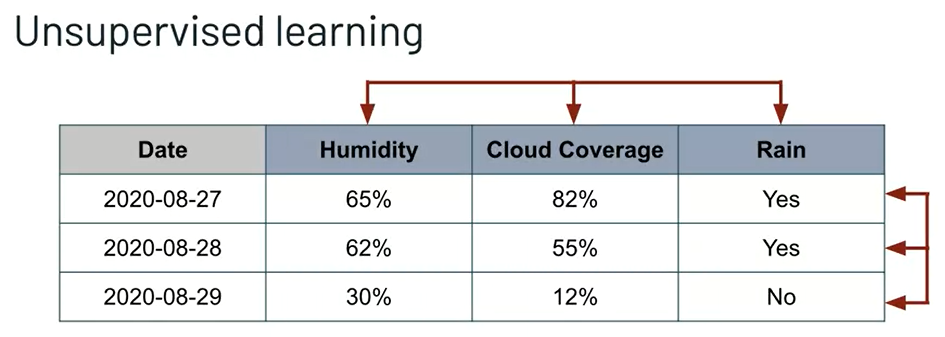 Unsupervised learning
Date Humidity Cloud Coverage Rain
2020-08-27 65% 82% Yes
2020-08-28 62% 55% Yes
2020-08-29 30% 12% No